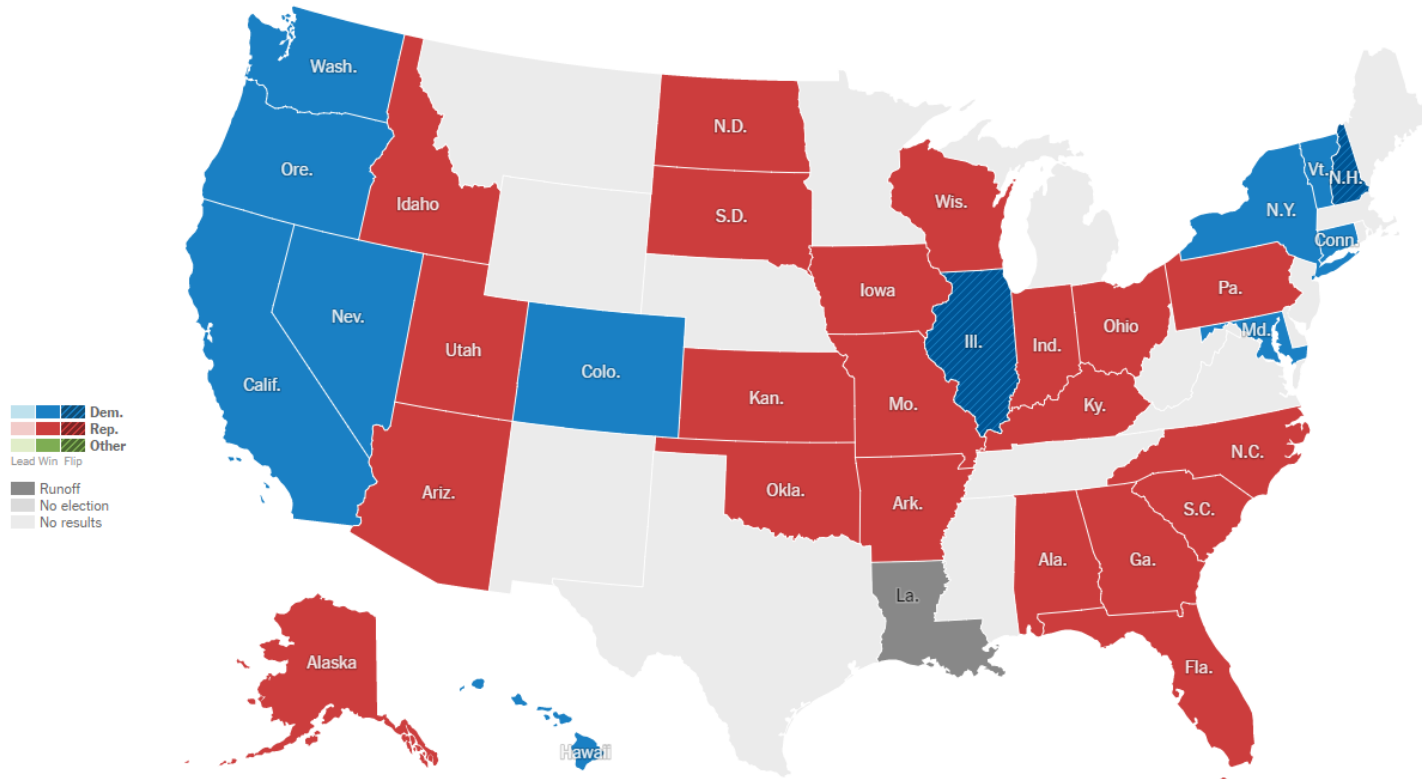 Wash.
N.D.
Vt.
N.H.
Ore.
Idaho
S.D.
Wis.
N.Y.
Conn.
Iowa
Pa.
Nev.
Utah
Colo.
Ill.
Ind.
Ohio
Md.
Calif.
Kan.
Mo.
Ky.
Dem.
Rep.
Other
Lead Win Flip
Runoff
No election
No results
Ariz.
Okla.
Ark.
N.C.
S.C.
Ala.
Ga.
La.
Alaska
Fla.
Hawaii